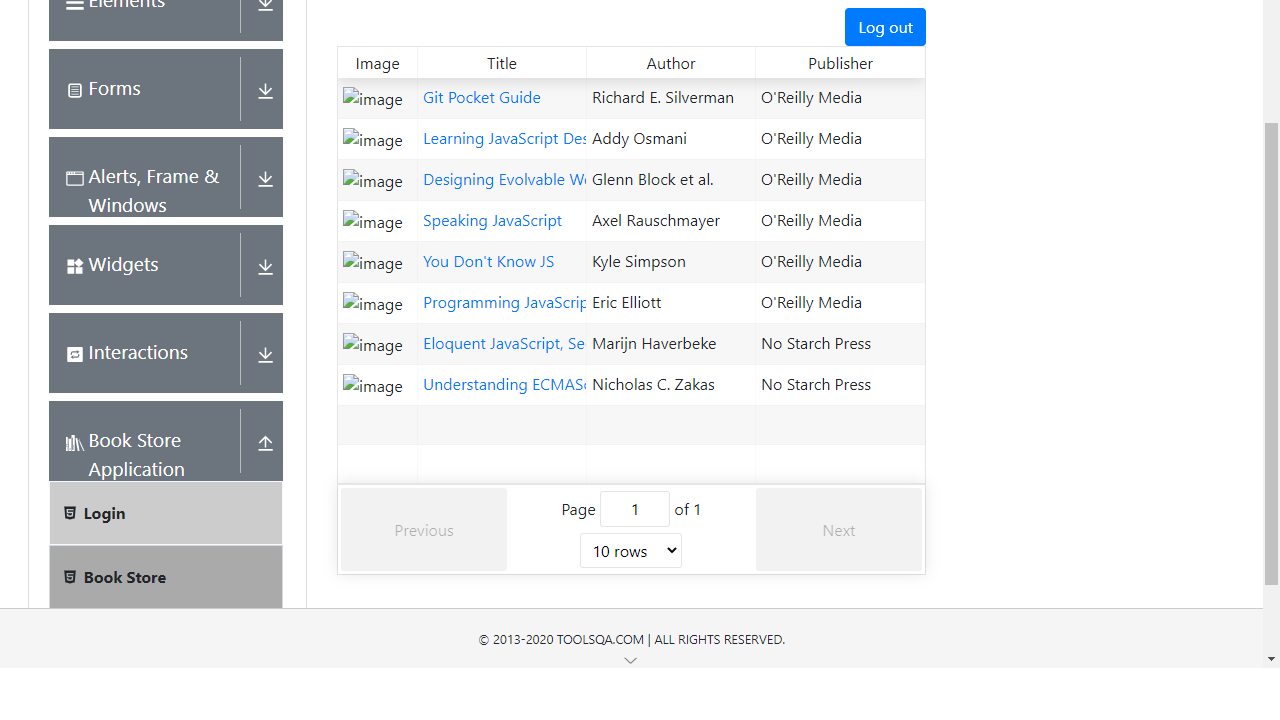 Elements
Forms
Alerts, Frame &
Windows
Widgets
Interactions
Book Store
Application
Login
Book Store
Log out
Image Title Author Publisher
image Git Pocket Guide Richard E. Silverman O'Reilly Media
image Learning JavaScript Des Addy Osmani O'Reilly Media
image Designing Evolvable We Glenn Block et al. O'Reilly Media
image Speaking JavaScript Axel Rauschmayer O'Reilly Media
image You Don't Know JS Kyle Simpson O'Reilly Media
image Programming JavaScrip Eric Elliott O'Reilly Media
image Eloquent JavaScript, Se Marijn Haverbeke No Starch Press
image Understanding ECMASc Nicholas C. Zakas No Starch Press
Previous Page 1 of 1 Next
10 rows
© 2013-2020 TOOLSQA.COM | ALL RIGHTS RESERVED.